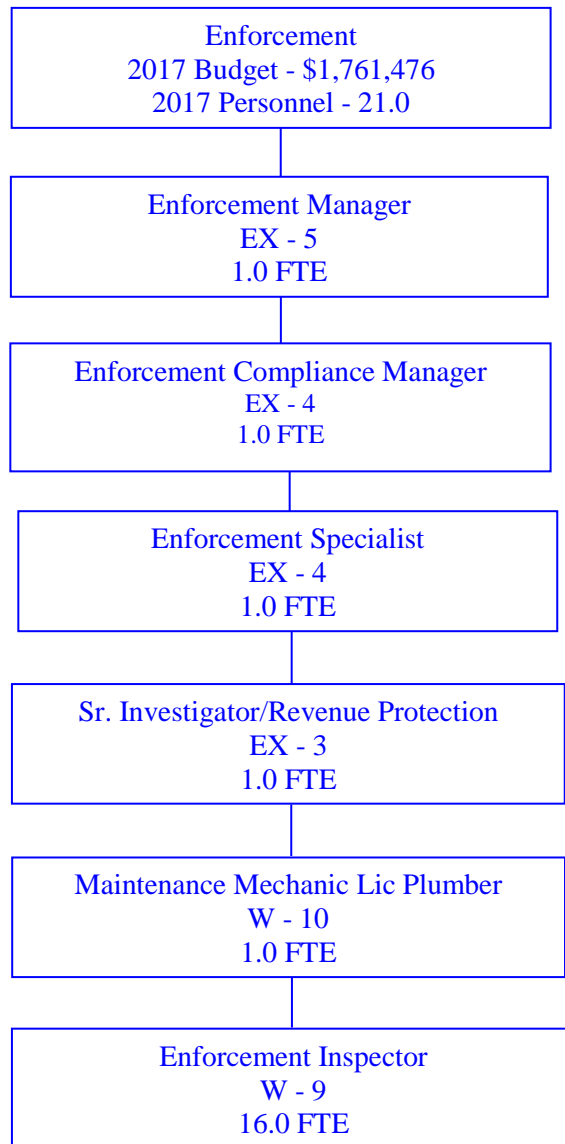 Enforcement
2017 Budget - $1,761,476
2017 Personnel - 21.0
Enforcement Manager
EX - 5
1.0 FTE
Enforcement Compliance Manager
EX - 4
1.0 FTE
Enforcement Specialist
EX - 4
1.0 FTE
Sr. Investigator/Revenue Protection
EX - 3
1.0 FTE
Maintenance Mechanic Lic Plumber
W - 10
1.0 FTE
Enforcement Inspector
W - 9
16.0 FTE